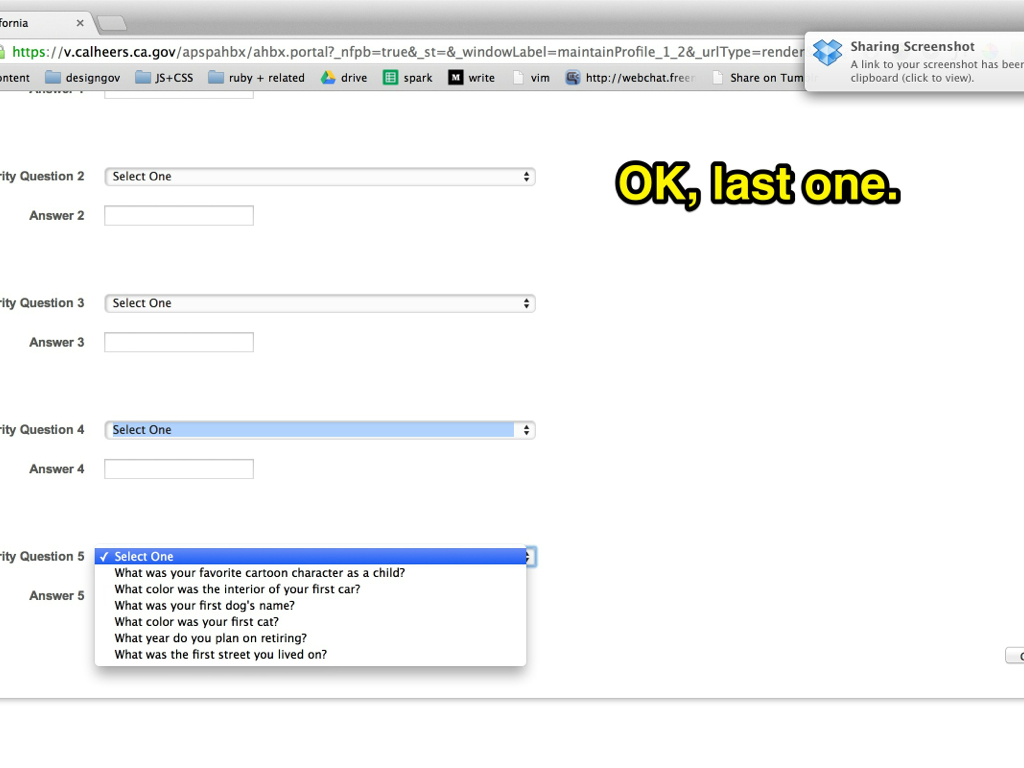 fornia ×
https://v.calheers.ca.gov/apspahbx/ahbx.portal?_nfpb=true&_st=&_windowLabel=maintainProfile_1_2&_urlType=render
ontent designgov JS+CSS ruby + related drive spark M write vim http://webchat.freen Share on Tum
Sharing Screenshot
A link to your screenshot has been
clipboard (click to view).
OK, last one.
rity Question 2 Select One
Answer 2
rity Question 3 Select One
Answer 3
rity Question 4 Select One
Answer 4
rity Question 5 ✓ Select One
What was your favorite cartoon character as a child?
What color was the interior of your first car?
Answer 5 What was your first dog's name?
What color was your first cat?
What year do you plan on retiring?
What was the first street you lived on?